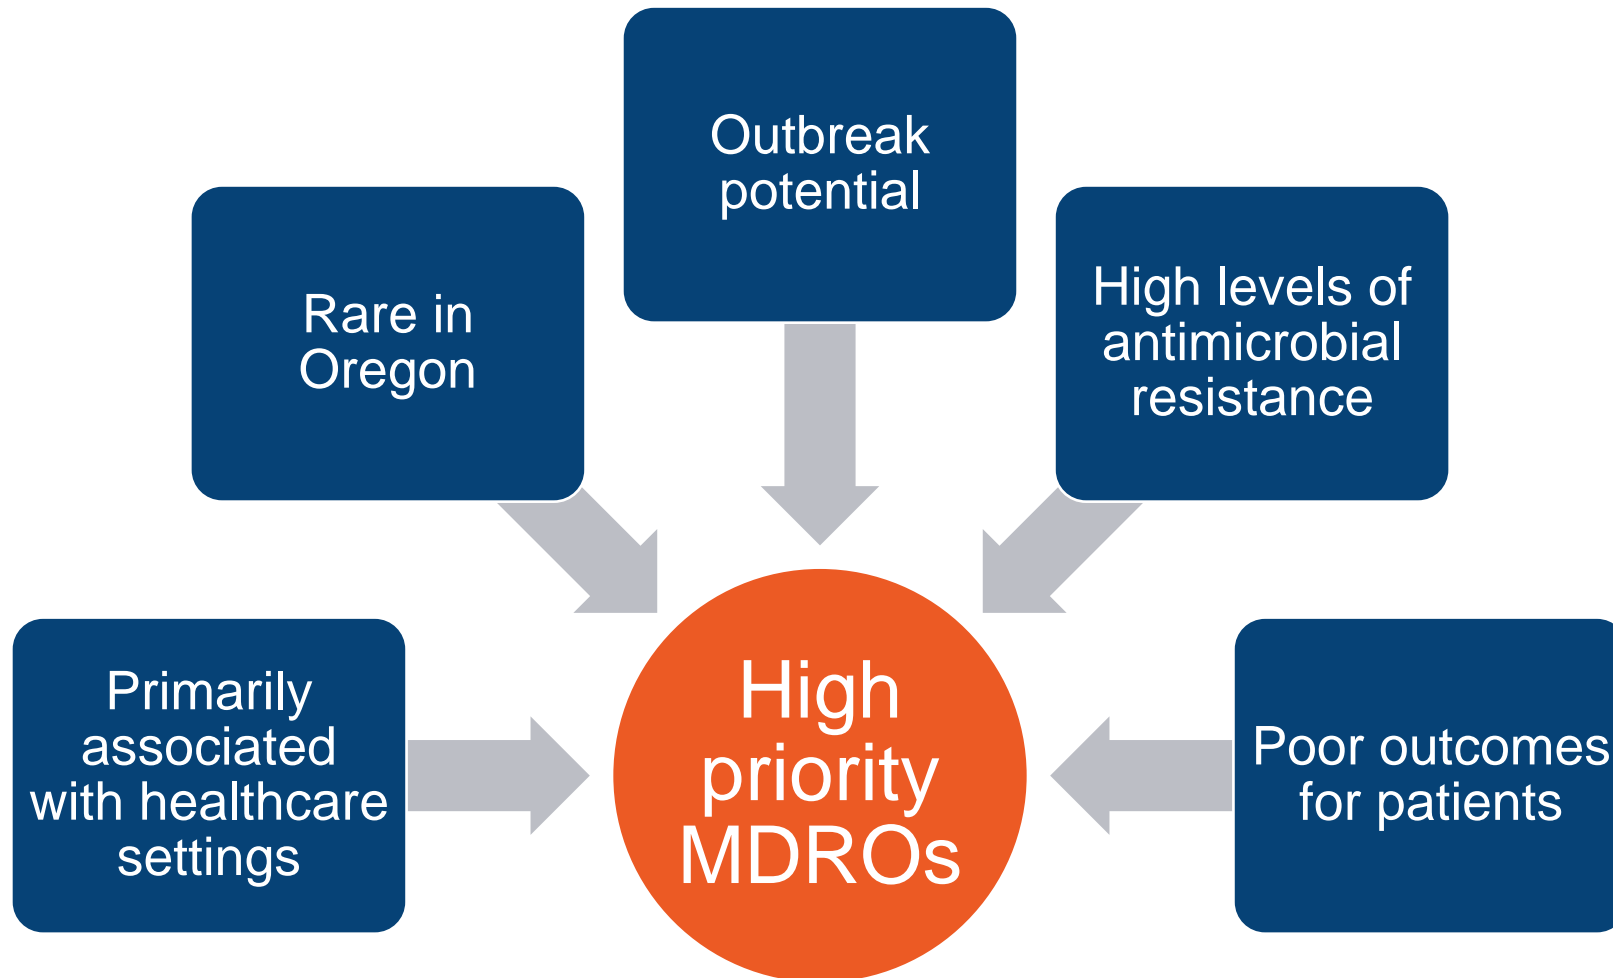 Outbreak
potential
Rare in
Oregon
High levels of
antimicrobial
resistance
Primarily
associated
with healthcare
settings
High
priority
MDROs
Poor outcomes
for patients